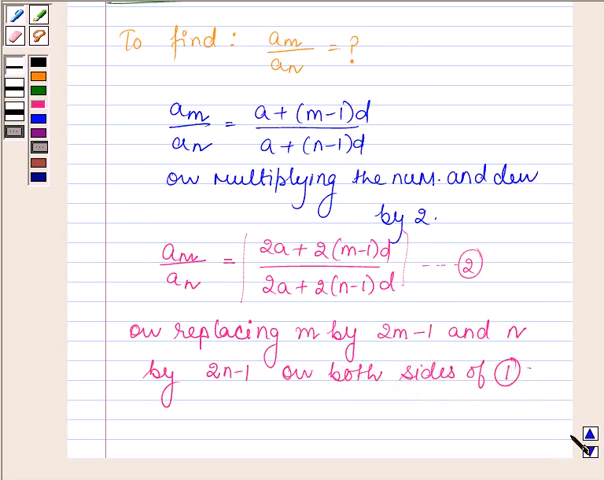 To find : am/an = ?
am/an = a + (m-1)d / a + (n-1)d
on multiplying the num. and den
by 2.
am/an = 2a + 2(m-1)d / 2a + 2(n-1)d ---- ②
on replacing m by 2m-1 and n
by 2n-1 on both sides of ①.